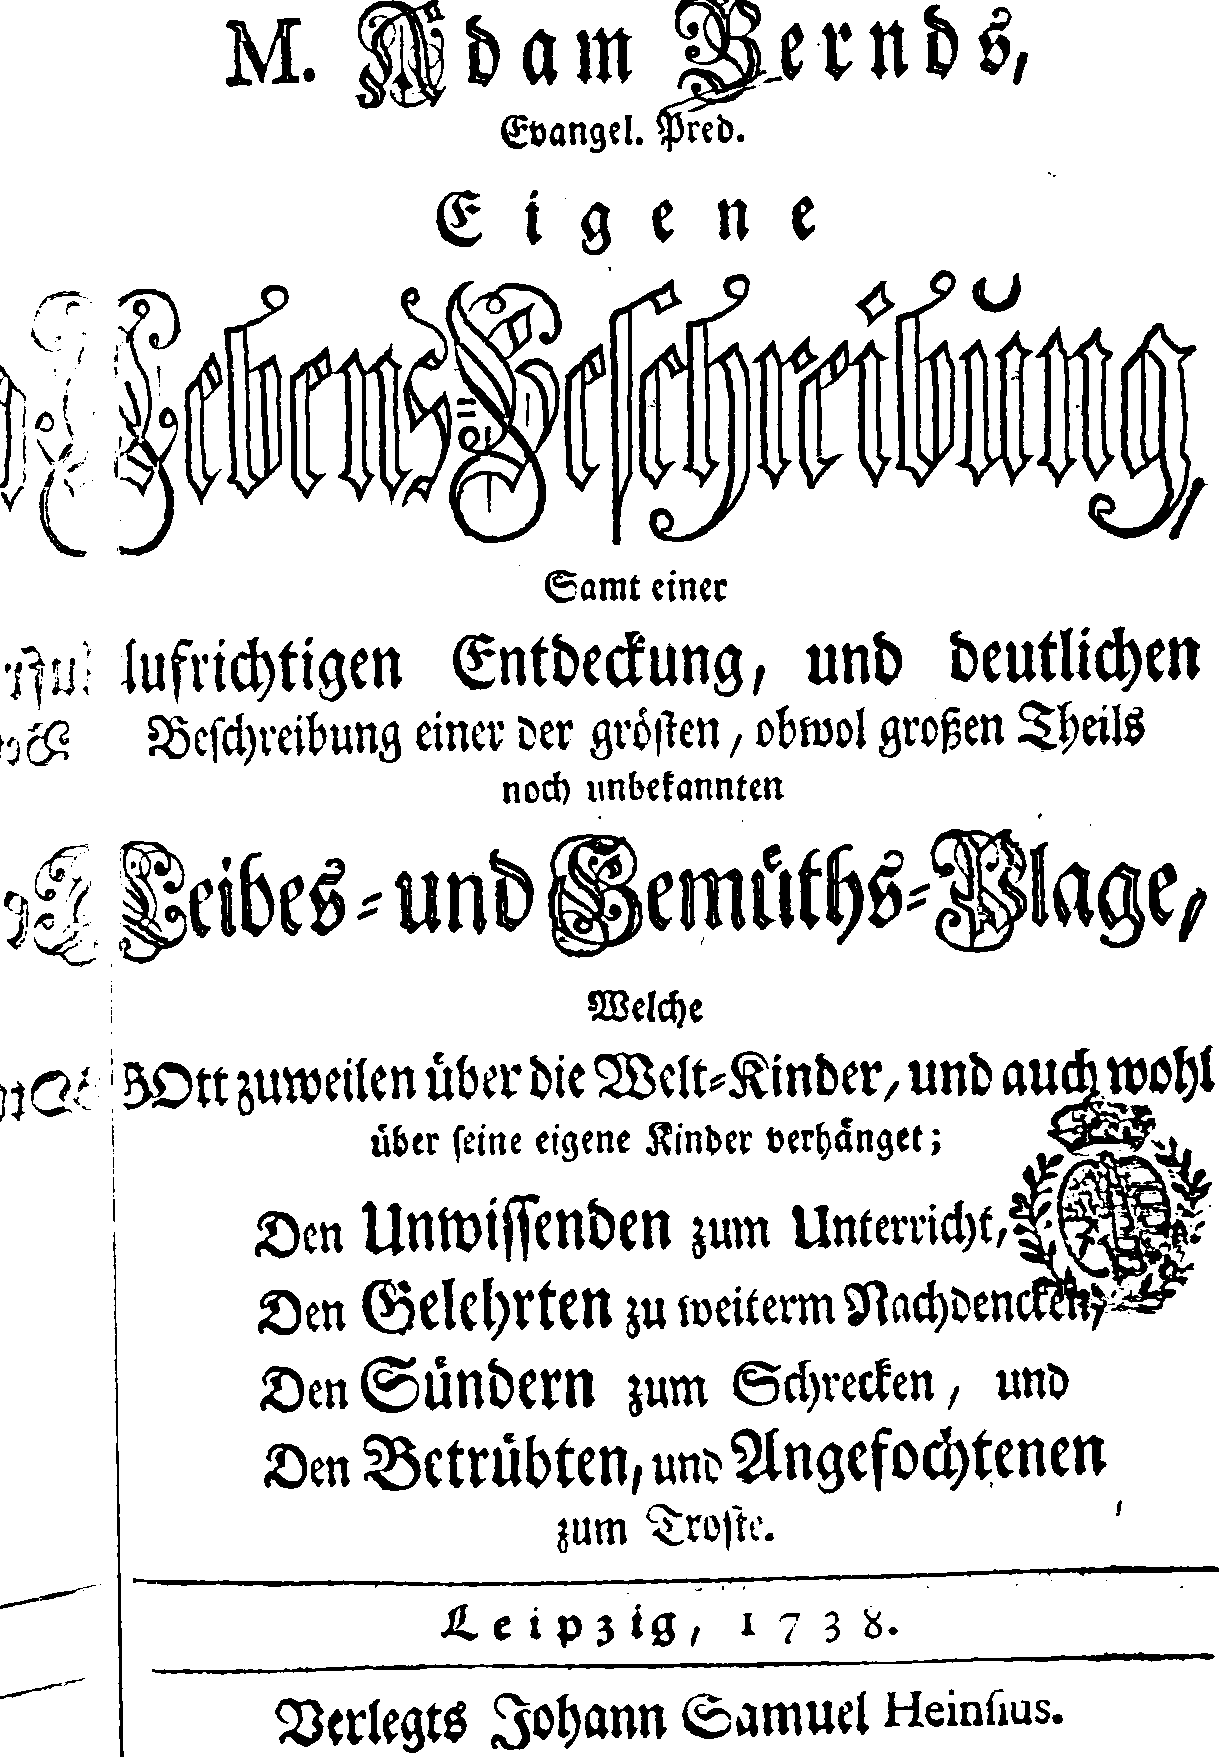 M. Adam Bernds,
Evangel. Pred.
Eigene
Lebens-Beschreibung,
Samt einer
Aufrichtigen Entdeckung, und deutlichen
Beschreibung einer der grösten, obwol großen Theils
noch unbekannten
Leibes- und Gemüths-Plage,
Welche
GOtt zuweilen über die Welt-Kinder, und auch wohl
über seine eigene Kinder verhänget;
Den Unwissenden zum Unterricht,
Den Gelehrten zu weiterm Nachdencken,
Den Sündern zum Schrecken, und
Den Betrübten, und Angefochtenen
zum Troste.
Leipzig, 1738.
Verlegts Johann Samuel Heinsius.